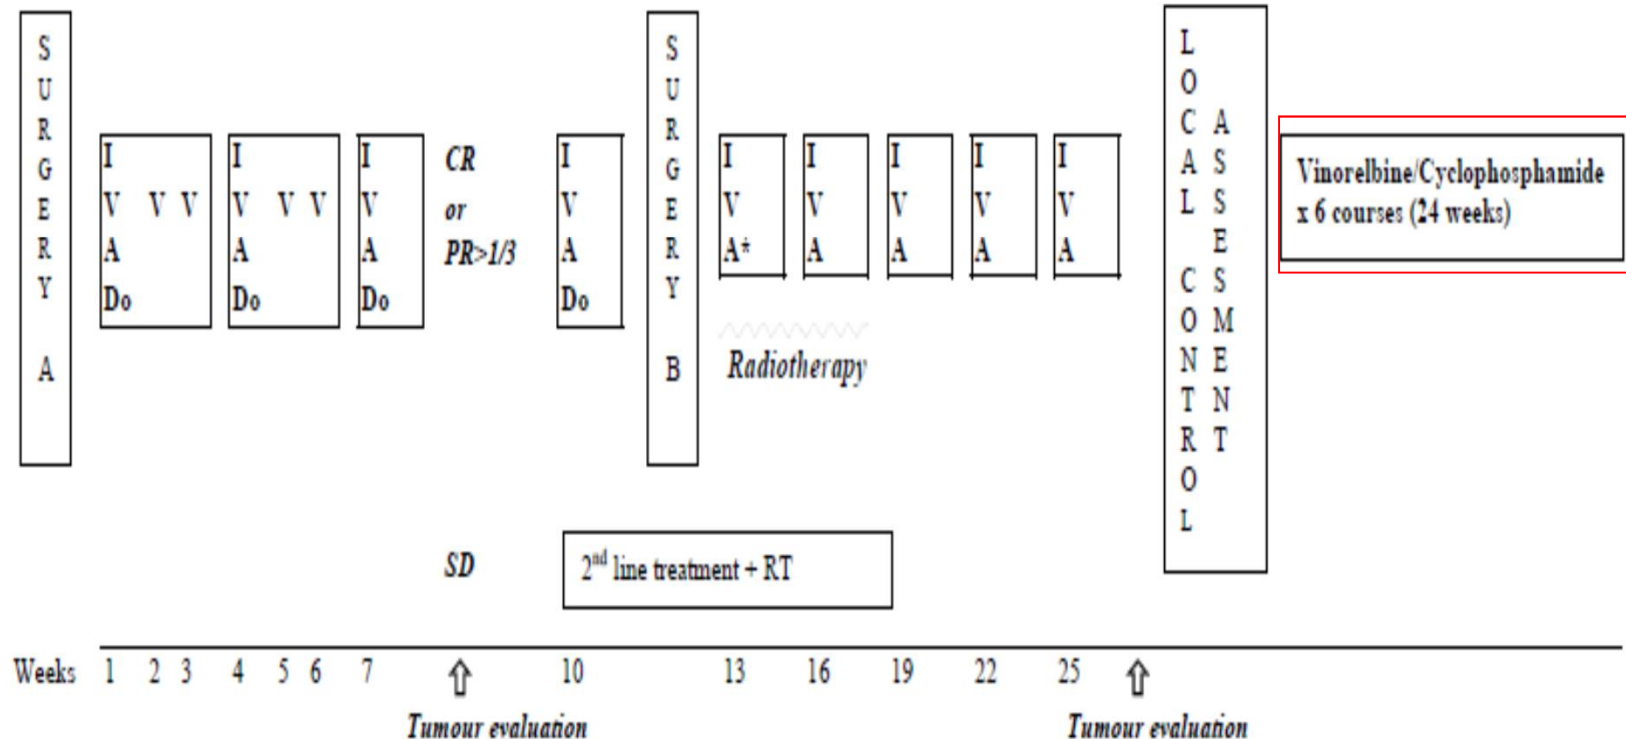 SURGERY A
I
V V V
A
Do
I
V V V
A
Do
I
V
A
Do
CR
or
PR>1/3
I
V
A
Do
SURGERY B
I
V
A*
I
V
A
I
V
A
I
V
A
I
V
A
Radiotherapy
LOCAL CONTROL
ASSESMENT
Vinorelbine/Cyclophosphamide
x 6 courses (24 weeks)
SD
2nd line treatment + RT
Weeks 1 2 3 4 5 6 7 10 13 16 19 22 25
Tumour evaluation
Tumour evaluation